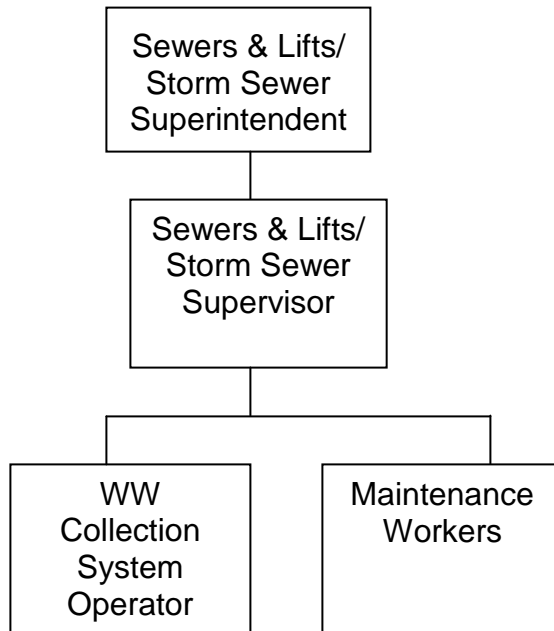 Sewers & Lifts/
Storm Sewer
Superintendent
Sewers & Lifts/
Storm Sewer
Supervisor
WW
Collection
System
Operator
Maintenance
Workers